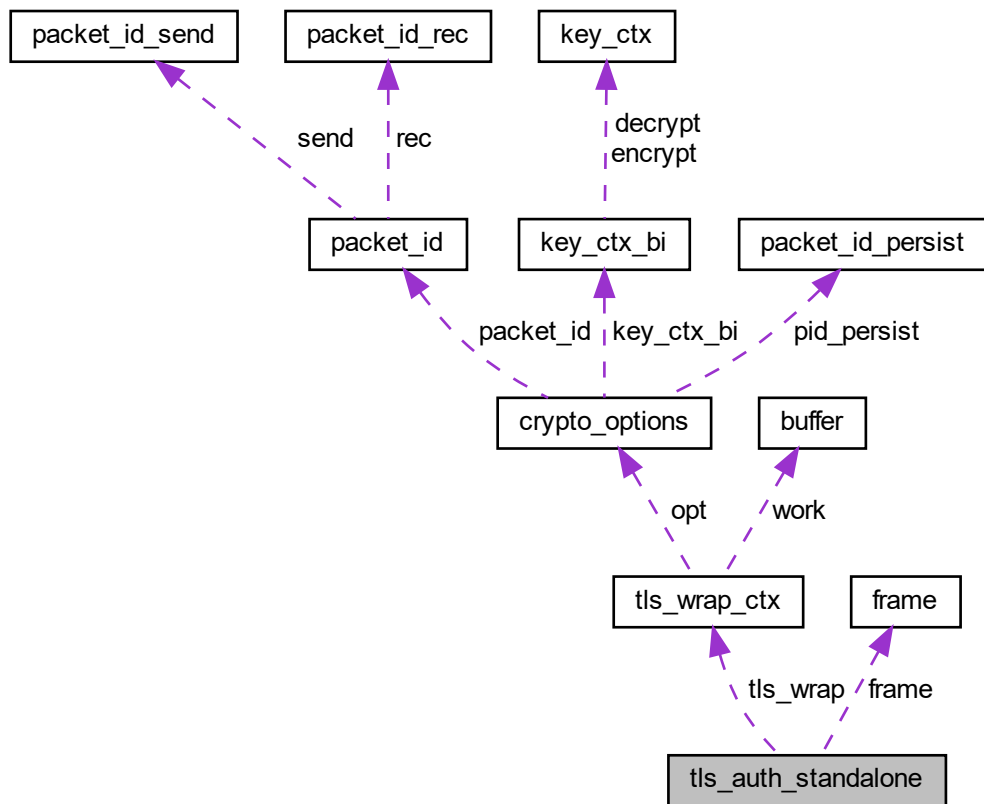 packet_id_send
packet_id_rec
key_ctx
send
rec
decrypt
encrypt
packet_id
key_ctx_bi
packet_id_persist
packet_id
key_ctx_bi
pid_persist
crypto_options
buffer
opt
work
tls_wrap_ctx
frame
tls_wrap
frame
tls_auth_standalone